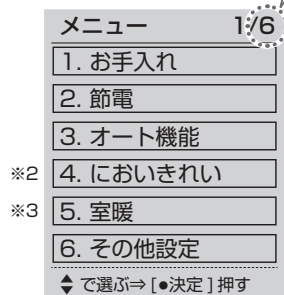 メニュー 1/6
1. お手入れ
2. 節電
3. オート機能
※2 4. においきれい
※3 5. 室暖
6. その他設定
◆で選ぶ⇒[●決定]押す